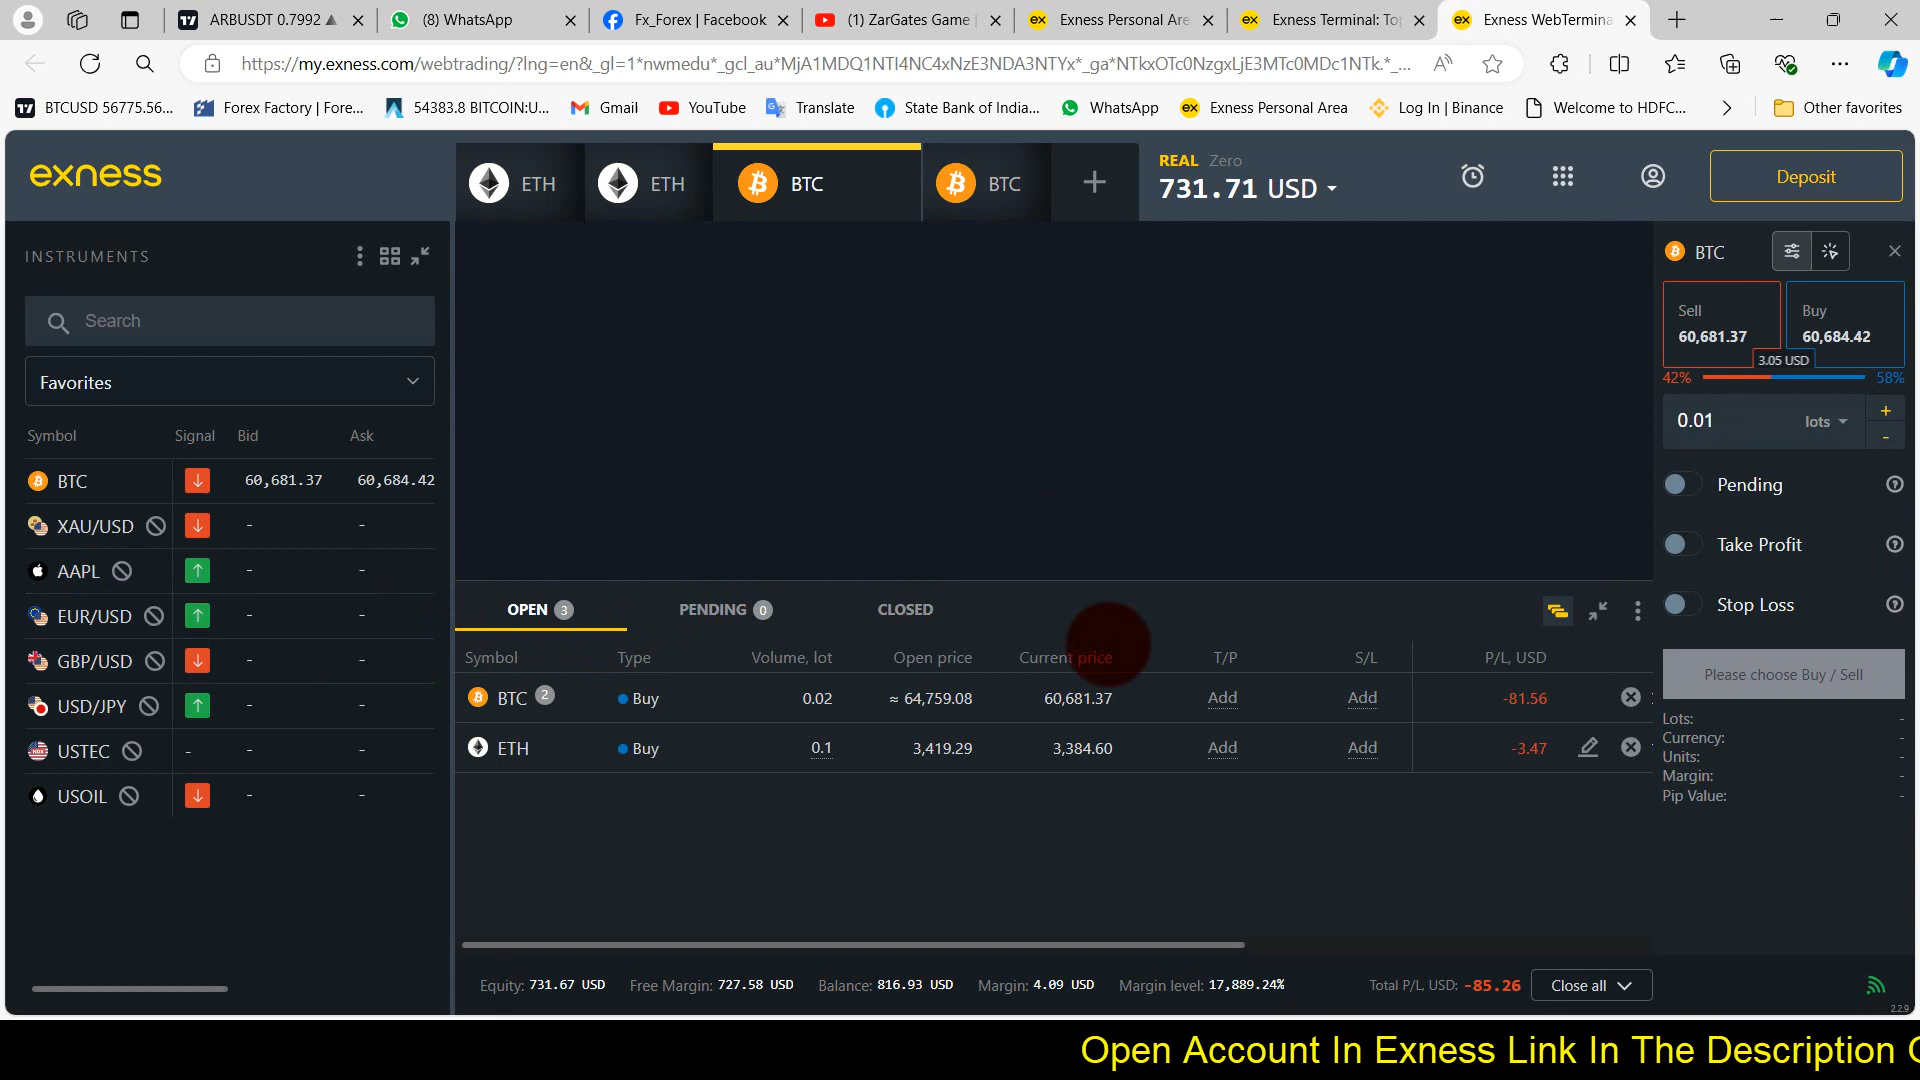 ARBUSDT 0.7992 ▲
(8) WhatsApp
Fx_Forex | Facebook
(1) ZarGates Game
Exness Personal Are
Exness Terminal: To
Exness WebTermina
https://my.exness.com/webtrading/?lng=en&_gl=1*nwmedu*_gcl_au*MjA1MDQ1NTI4NC4xNzE3NDA3NTYx*_ga*NTkxOTc0NzgxLjE3MTc0MDc1NTk.*_...
BTCUSD 56775.56...
Forex Factory | Fore...
54383.8 BITCOIN:U...
Gmail
YouTube
Translate
State Bank of India...
WhatsApp
Exness Personal Area
Log In | Binance
Welcome to HDFC...
Other favorites
exness
ETH
ETH
BTC
BTC
REAL Zero
731.71 USD
Deposit
INSTRUMENTS
Search
Favorites
Symbol Signal Bid Ask
BTC 60,681.37 60,684.42
XAU/USD - -
AAPL - -
EUR/USD - -
GBP/USD - -
USD/JPY - -
USTEC - - -
USOIL - -
OPEN 3
PENDING 0
CLOSED
Symbol Type Volume, lot Open price Current price T/P S/L P/L, USD
BTC 2 Buy 0.02 ≈ 64,759.08 60,681.37 Add Add -81.56
ETH Buy 0.1 3,419.29 3,384.60 Add Add -3.47
Equity: 731.67 USD Free Margin: 727.58 USD Balance: 816.93 USD Margin: 4.09 USD Margin level: 17,889.24% Total P/L, USD: -85.26 Close all
BTC
Sell Buy
60,681.37 60,684.42
3.05 USD
42% 58%
0.01 lots + -
Pending
Take Profit
Stop Loss
Please choose Buy / Sell
Lots: -
Currency: -
Units: -
Margin: -
Pip Value: -
2.2.9
Open Account In Exness Link In The Description